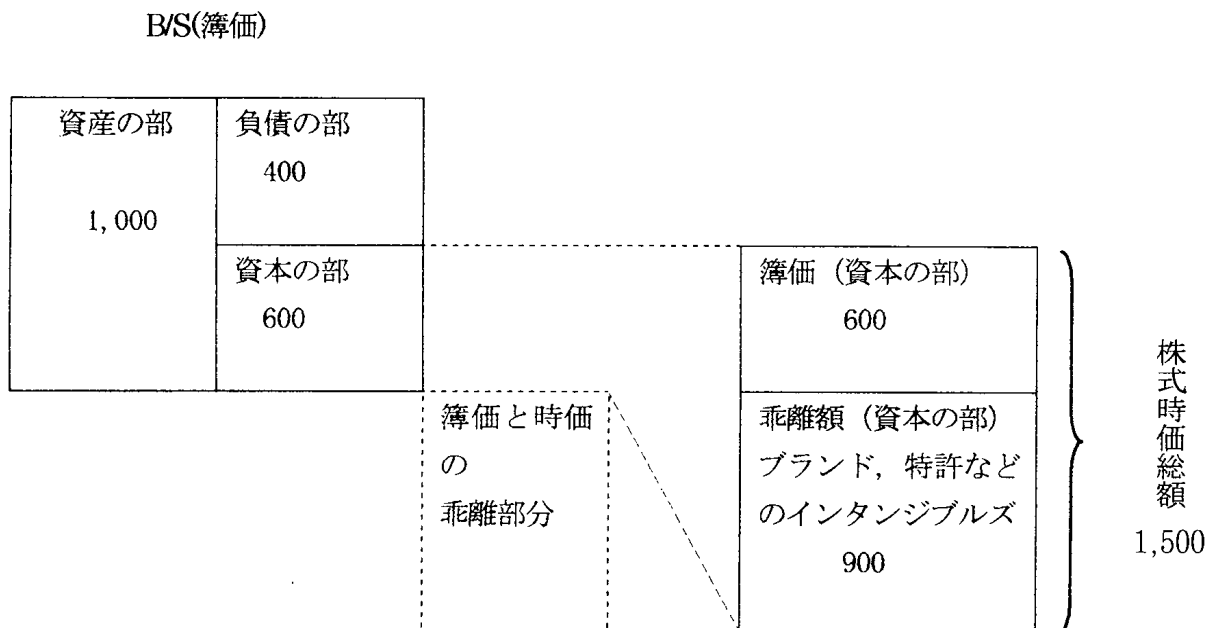 B/S(簿価)
資産の部
1,000
負債の部
400
資本の部
600
簿価と時価
の
乖離部分
簿価（資本の部）
600
乖離額（資本の部）
ブランド，特許など
のインタンジブルズ
900
株式時価総額
1,500